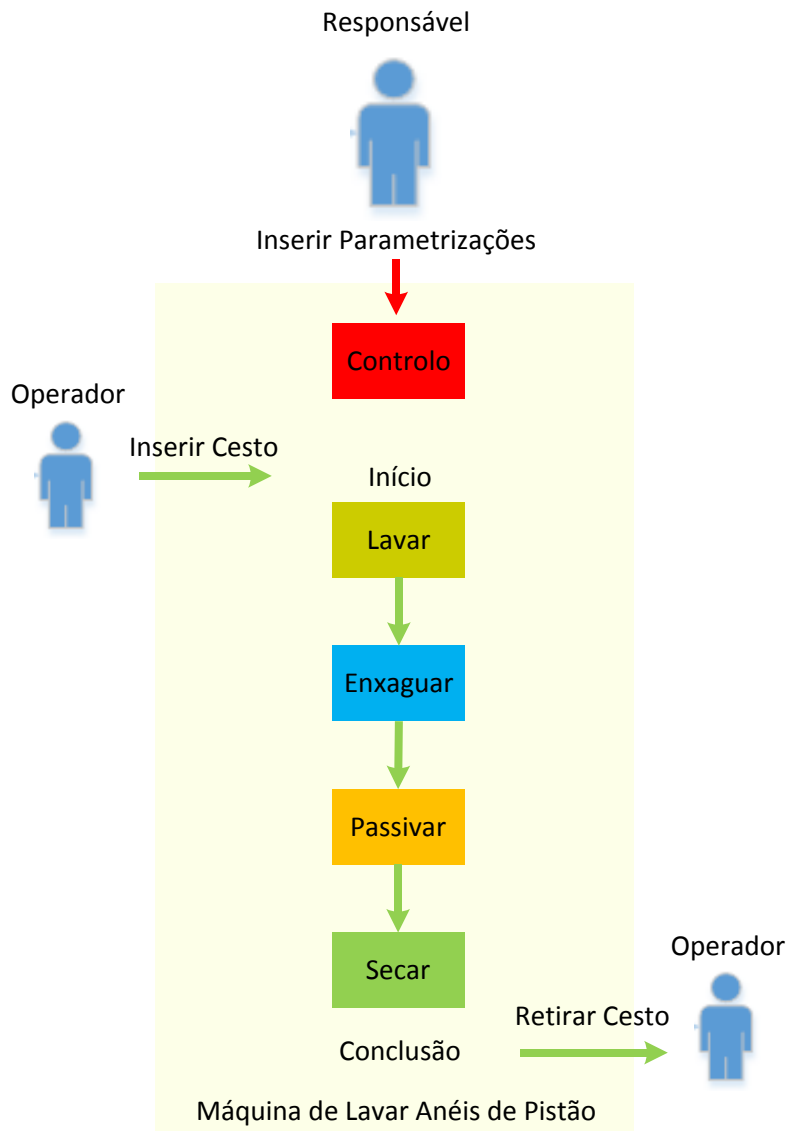 Responsável
Inserir Parametrizações
Controlo
Operador
Inserir Cesto
Início
Lavar
Enxaguar
Passivar
Secar
Operador
Retirar Cesto
Conclusão
Máquina de Lavar Anéis de Pistão